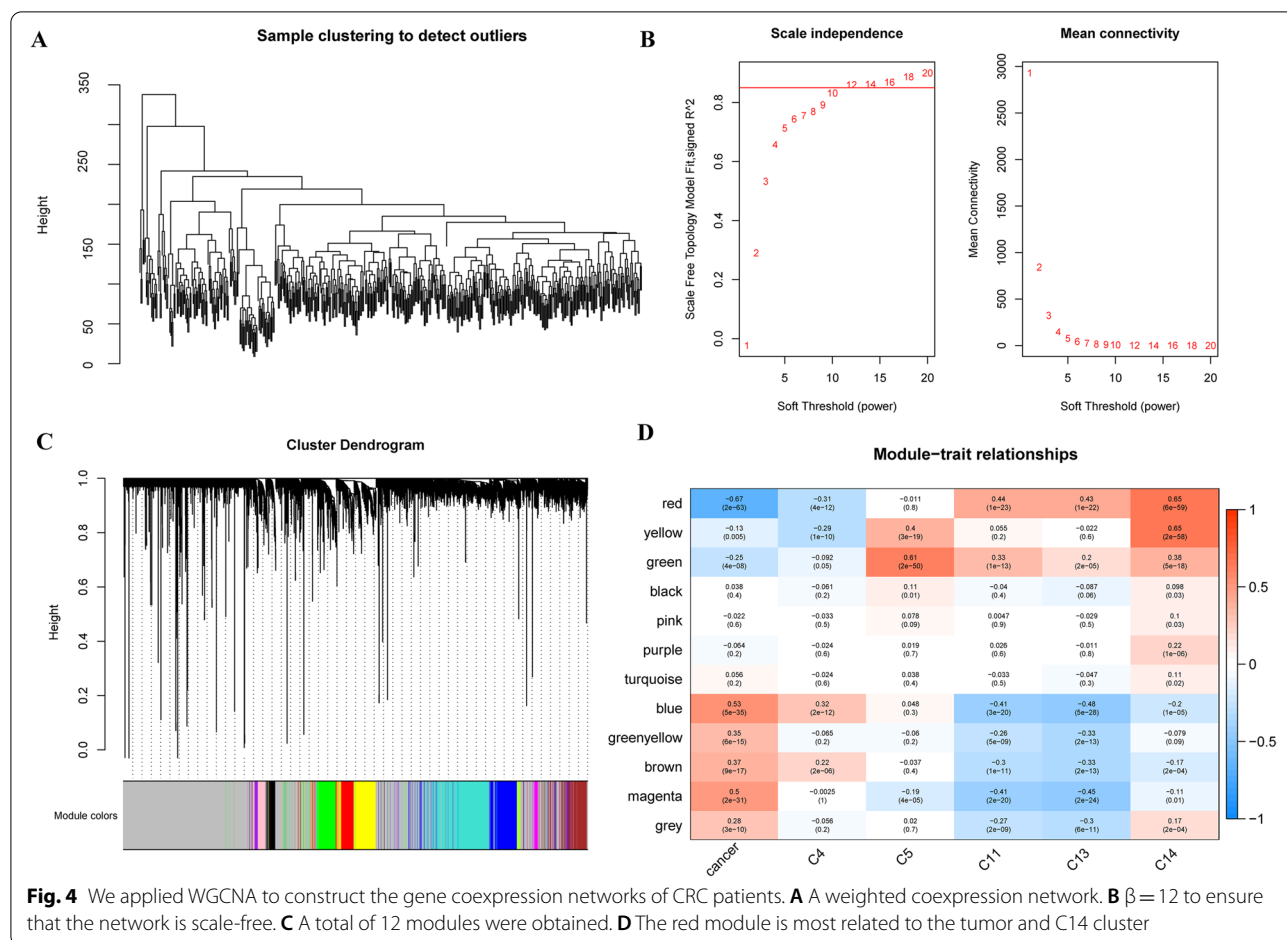 A
Sample clustering to detect outliers
Height
350
250
150
50
0
B
Scale independence
Scale Free Topology Model Fit,signed R^2
0.8
0.6
0.4
0.2
0.0
1
2
3
4
5
6
7
8
9
10
12
14
16
18
20
5
10
15
20
Soft Threshold (power)
Mean connectivity
Mean Connectivity
3000
2500
2000
1500
1000
500
0
1
2
3
4
5
6
7
8
9
10
12
14
16
18
20
5
10
15
20
Soft Threshold (power)
C
Cluster Dendrogram
Height
1.0
0.8
0.6
0.4
0.2
0.0
Module colors
D
Module−trait relationships
red −0.67 −0.31 −0.011 0.44 0.43 0.65
(2e−63) (4e−12) (0.8) (1e−23) (1e−22) (6e−59)
yellow −0.13 −0.29 0.4 0.055 −0.022 0.65
(0.005) (1e−10) (3e−19) (0.2) (0.6) (2e−58)
green −0.25 −0.092 0.61 0.33 0.2 0.38
(4e−08) (0.05) (2e−50) (1e−13) (2e−05) (5e−18)
black 0.038 −0.061 0.11 −0.04 −0.087 0.098
(0.4) (0.2) (0.01) (0.4) (0.06) (0.03)
pink −0.022 −0.033 0.078 0.0047 −0.029 0.1
(0.6) (0.5) (0.09) (0.9) (0.5) (0.03)
purple −0.064 −0.024 0.019 0.026 −0.011 0.22
(0.2) (0.6) (0.7) (0.6) (0.8) (1e−06)
turquoise 0.056 −0.024 0.038 −0.033 −0.047 0.11
(0.2) (0.6) (0.4) (0.5) (0.3) (0.02)
blue 0.53 0.32 0.048 −0.41 −0.48 −0.2
(5e−35) (2e−12) (0.3) (3e−20) (5e−28) (1e−05)
greenyellow 0.35 −0.065 −0.06 −0.26 −0.33 −0.079
(6e−15) (0.2) (0.2) (5e−09) (2e−13) (0.09)
brown 0.37 0.22 −0.037 −0.3 −0.33 −0.17
(9e−17) (2e−06) (0.4) (1e−11) (2e−13) (2e−04)
magenta 0.5 −0.0025 −0.19 −0.41 −0.45 −0.11
(2e−31) (1) (4e−05) (2e−20) (2e−24) (0.01)
grey 0.28 −0.056 0.02 −0.27 −0.3 0.17
(3e−10) (0.2) (0.7) (2e−09) (6e−11) (2e−04)
cancer C4 C5 C11 C13 C14
1
0.5
0
−0.5
−1
Fig. 4 We applied WGCNA to construct the gene coexpression networks of CRC patients. A A weighted coexpression network. B β = 12 to ensure
that the network is scale-free. C A total of 12 modules were obtained. D The red module is most related to the tumor and C14 cluster